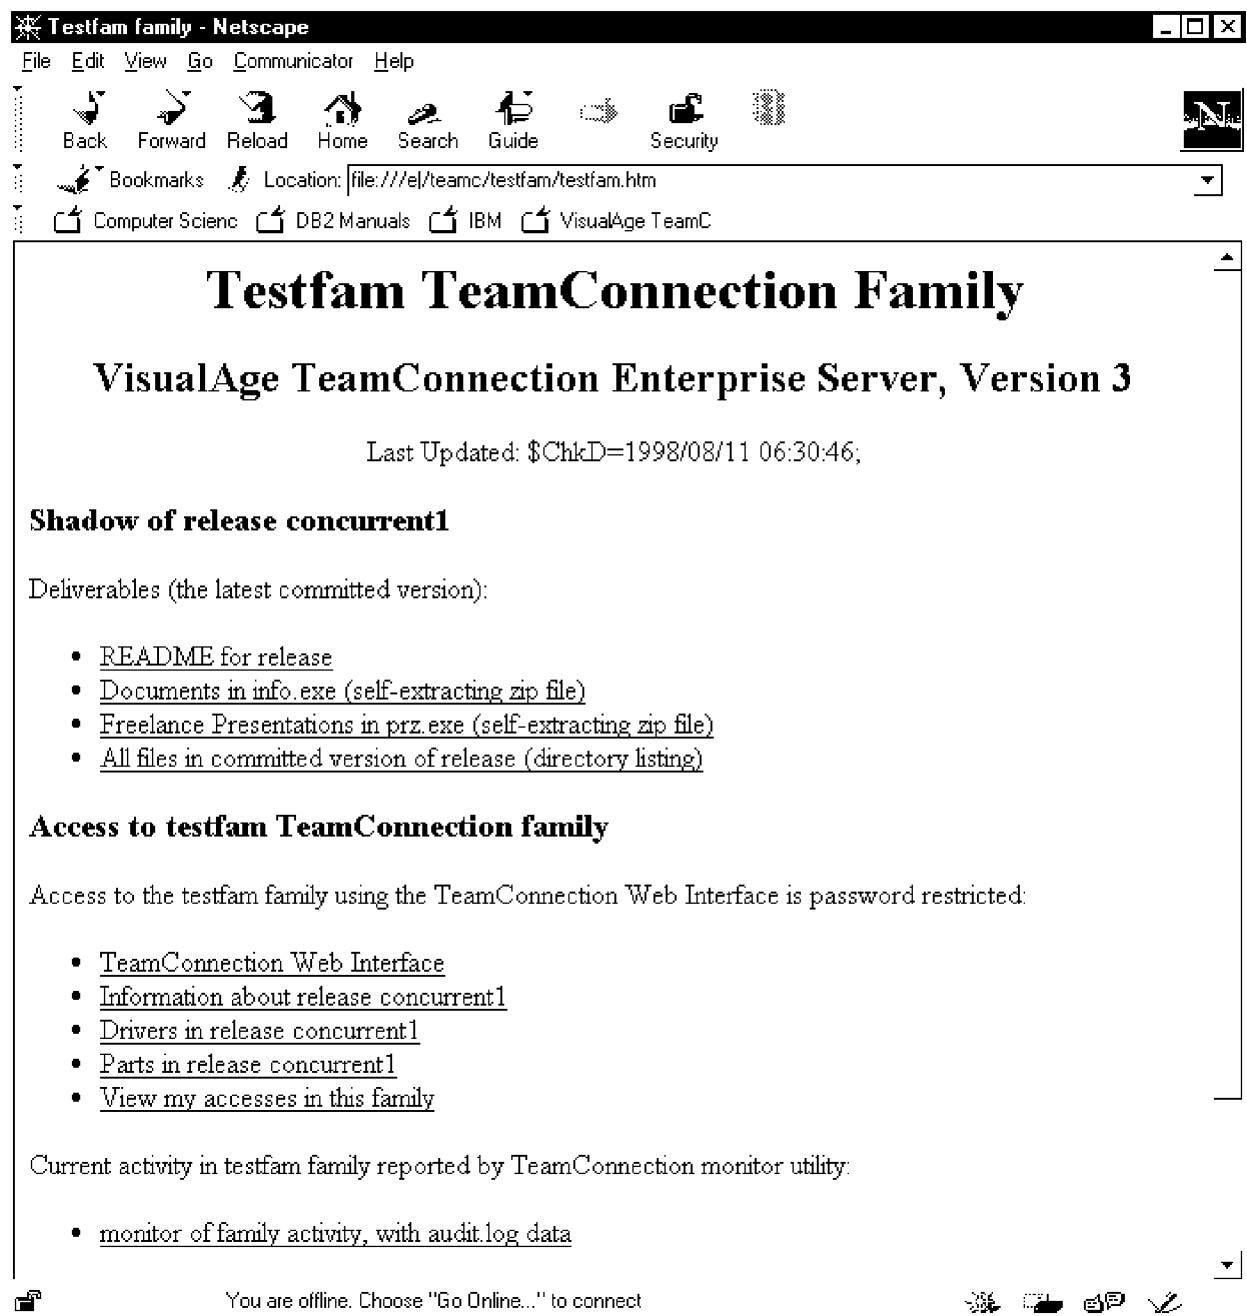 Testfam family - Netscape
File Edit View Go Communicator Help
Back Forward Reload Home Search Guide Security
N
Bookmarks Location: file:///e|/teamc/testfam/testfam.htm
Computer Scienc DB2 Manuals IBM VisualAge TeamC
Testfam TeamConnection Family
VisualAge TeamConnection Enterprise Server, Version 3
Last Updated: $ChkD=1998/08/11 06:30:46;
Shadow of release concurrent1
Deliverables (the latest committed version):
• README for release
• Documents in info.exe (self-extracting zip file)
• Freelance Presentations in prz.exe (self-extracting zip file)
• All files in committed version of release (directory listing)
Access to testfam TeamConnection family
Access to the testfam family using the TeamConnection Web Interface is password restricted:
• TeamConnection Web Interface
• Information about release concurrent1
• Drivers in release concurrent1
• Parts in release concurrent1
• View my accesses in this family
Current activity in testfam family reported by TeamConnection monitor utility:
• monitor of family activity, with audit.log data
You are offline. Choose "Go Online..." to connect